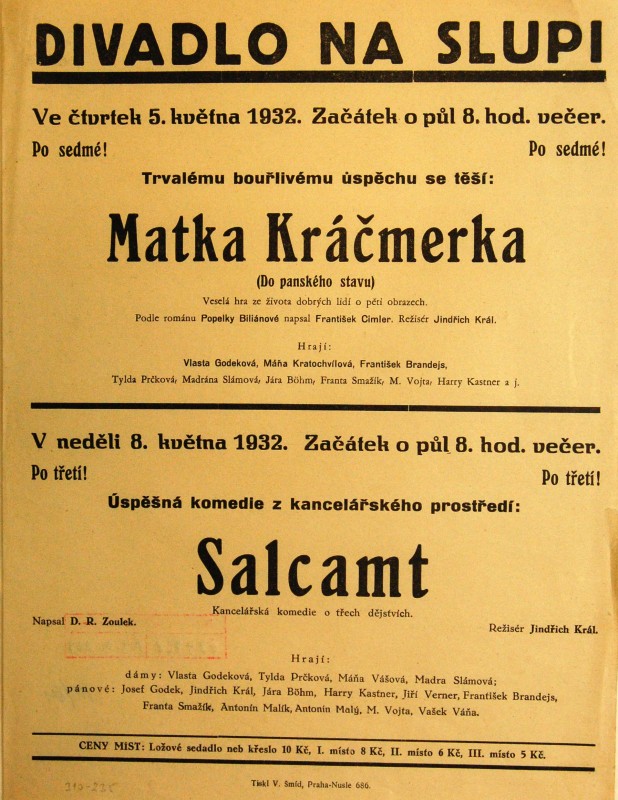 DIVADLO NA SLUPI
Ve čtvrtek 5. května 1932. Začátek o půl 8. hod. večer.
Po sedmé! Po sedmé!
Trvalému bouřlivému úspěchu se těší:
Matka Kráčmerka
(Do panského stavu)
Veselá hra ze života dobrých lidí o pěti obrazech.
Podle románu Popelky Biliánové napsal František Cimler. Režisér Jindřich Král.
Hrají:
Vlasta Godeková, Máňa Kratochvílová, František Brandejs,
Tylda Prčková, Madrána Slámová, Jára Böhm, Franta Smažík, M. Vojta, Harry Kastner a j.
V neděli 8. května 1932. Začátek o půl 8. hod. večer.
Po třetí! Po třetí!
Úspěšná komedie z kancelářského prostředí:
Salcamt
Kancelářská komedie o třech dějstvích.
Napsal D. R. Zoulek.
Režisér Jindřich Král.
Hrají:
dámy: Vlasta Godeková, Tylda Prčková, Máňa Vášová, Madra Slámová;
pánové: Josef Godek, Jindřich Král, Jára Böhm, Harry Kastner, Jiří Verner, František Brandejs,
Franta Smažík, Antonín Malík, Antonín Malý, M. Vojta, Vašek Váňa.
CENY MÍST: Ložové sedadlo neb křeslo 10 Kč, I. místo 8 Kč, II. místo 6 Kč, III. místo 5 Kč.
Tiskl V. Šmíd, Praha-Nusle 686.